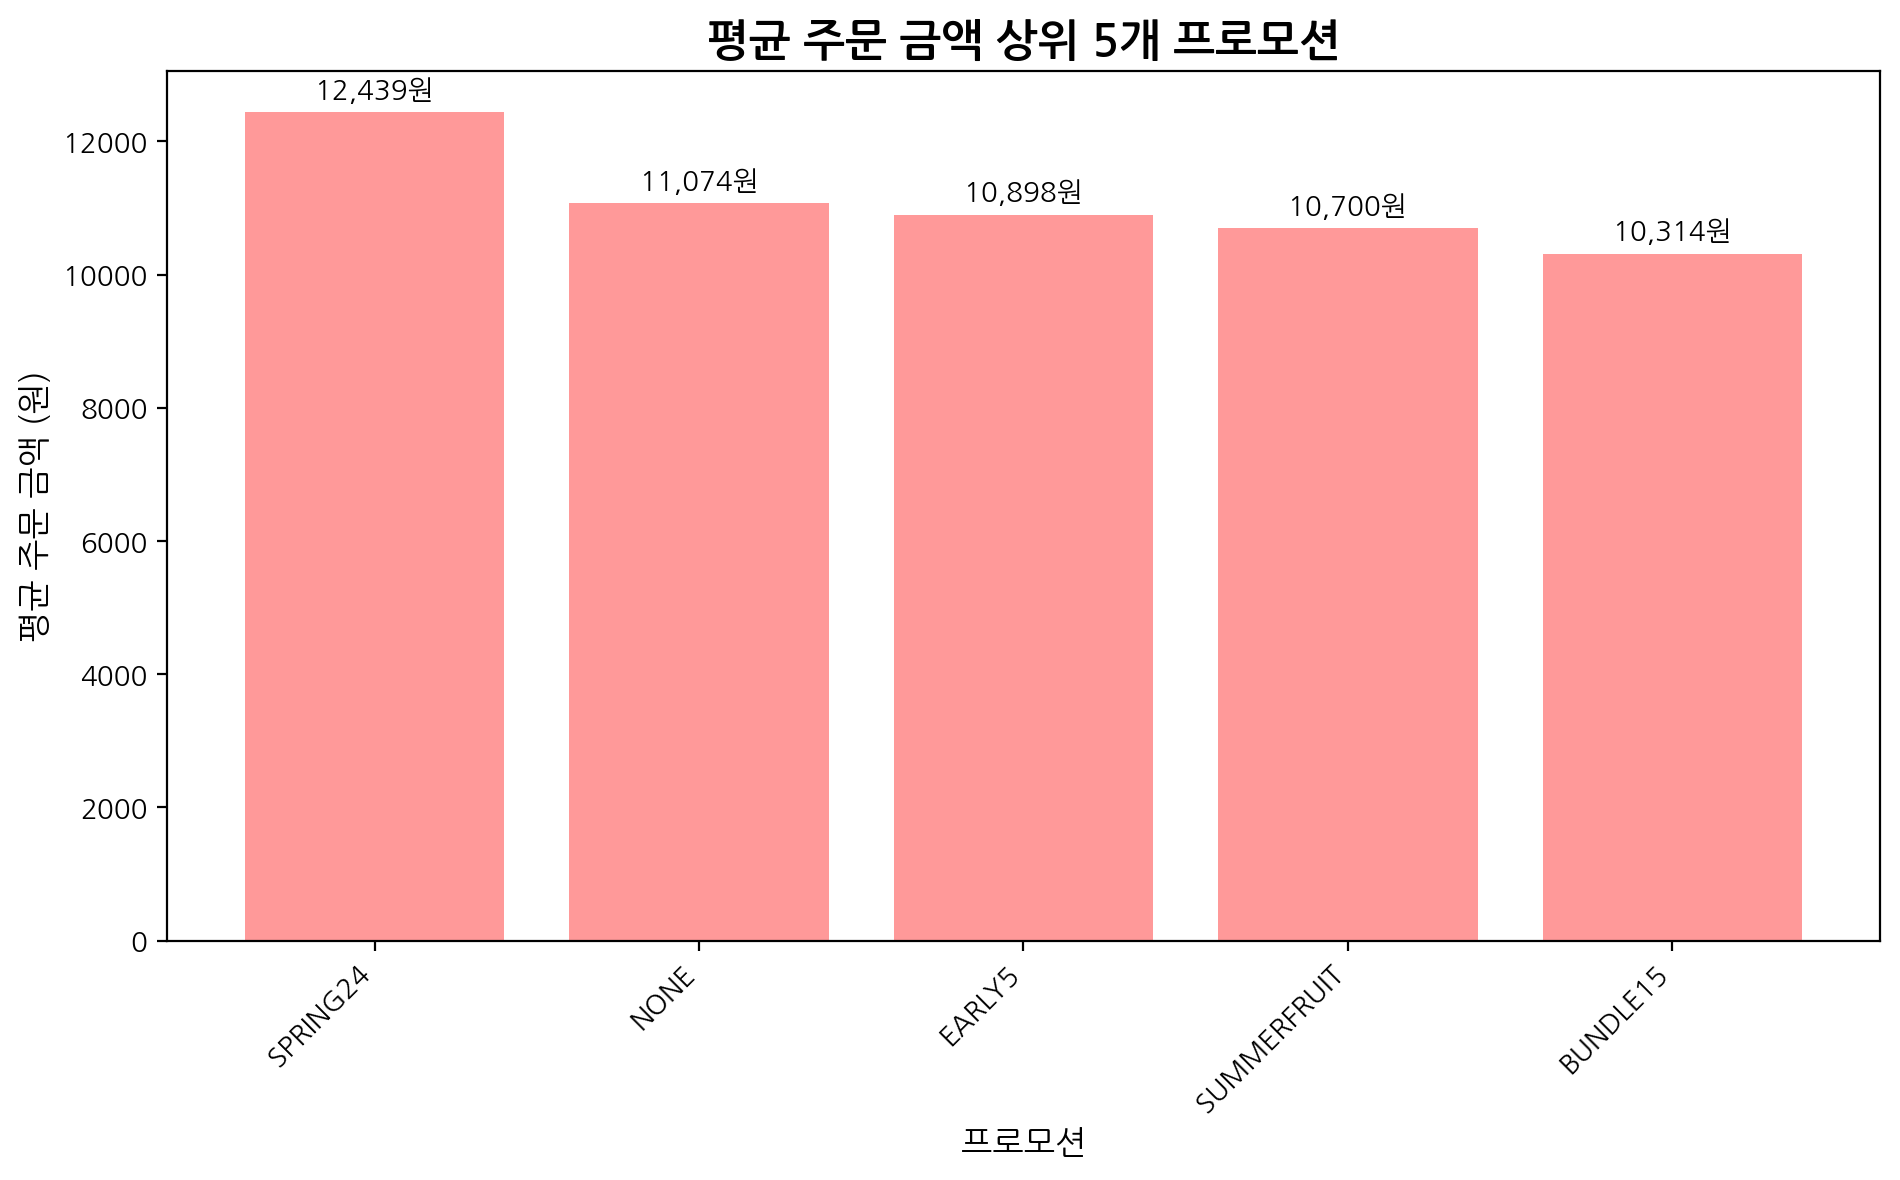 평균 주문 금액 상위 5개 프로모션
12,439원
11,074원
10,898원
10,700원
10,314원
평균 주문 금액 (원)
12000
10000
8000
6000
4000
2000
0
SPRING24
NONE
EARLY5
SUMMERFRUIT
BUNDLE15
프로모션